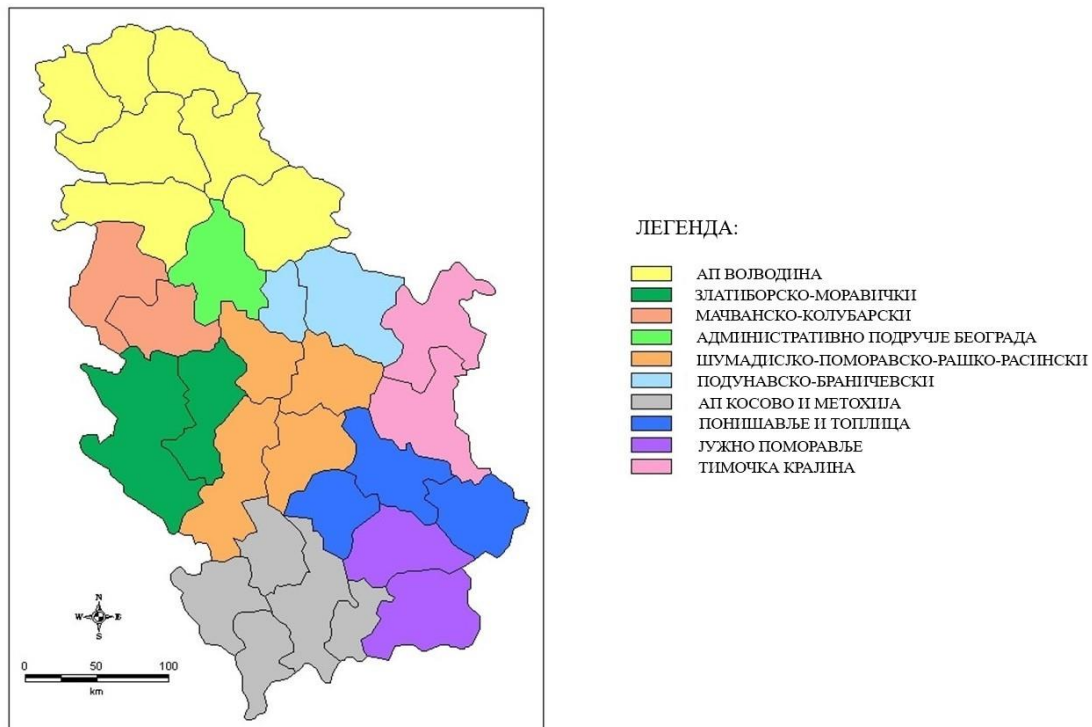 ЛЕГЕНДА:
АП ВОЈВОДИНА
ЗЛАТИБОРСКО-МОРАВИЧКИ
МАЧВАНСКО-КОЛУБАРСКИ
АДМИНИСТРАТИВНО ПОДРУЧЈЕ БЕОГРАДА
ШУМАДИСЈКО-ПОМОРАВСКО-РАШКО-РАСИНСКИ
ПОДУНАВСКО-БРАНИЧЕВСКИ
АП КОСОВО И МЕТОХИЈА
ПОНИШАВЉЕ И ТОПЛИЦА
ЈУЖНО ПОМОРАВЉЕ
ТИМОЧКА КРАЈИНА
N
W E
S
0 50 100
km